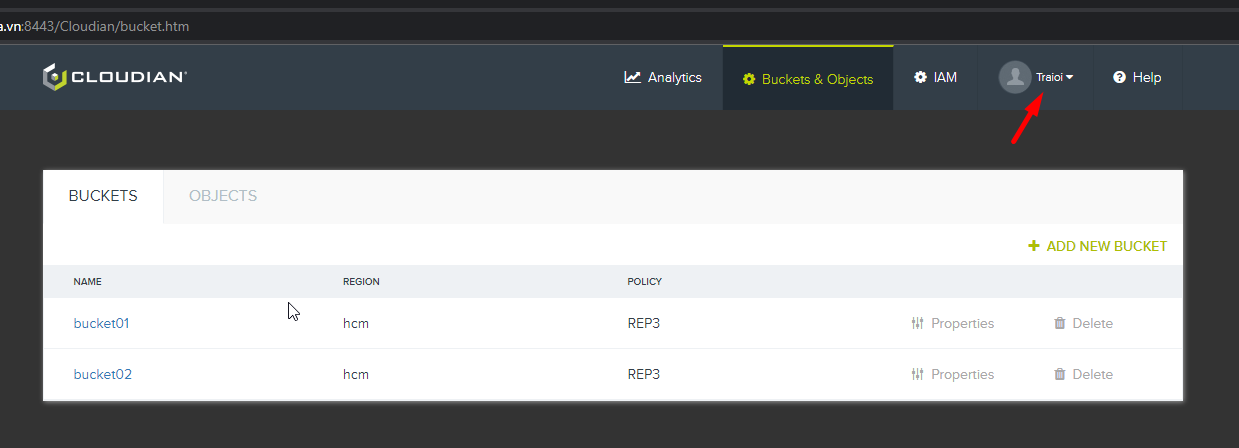 a.vn:8443/Cloudian/bucket.htm
CLOUDIAN®
Analytics
Buckets & Objects
IAM
Traioi
Help
BUCKETS
OBJECTS
+ ADD NEW BUCKET
NAME REGION POLICY
bucket01 hcm REP3 Properties Delete
bucket02 hcm REP3 Properties Delete